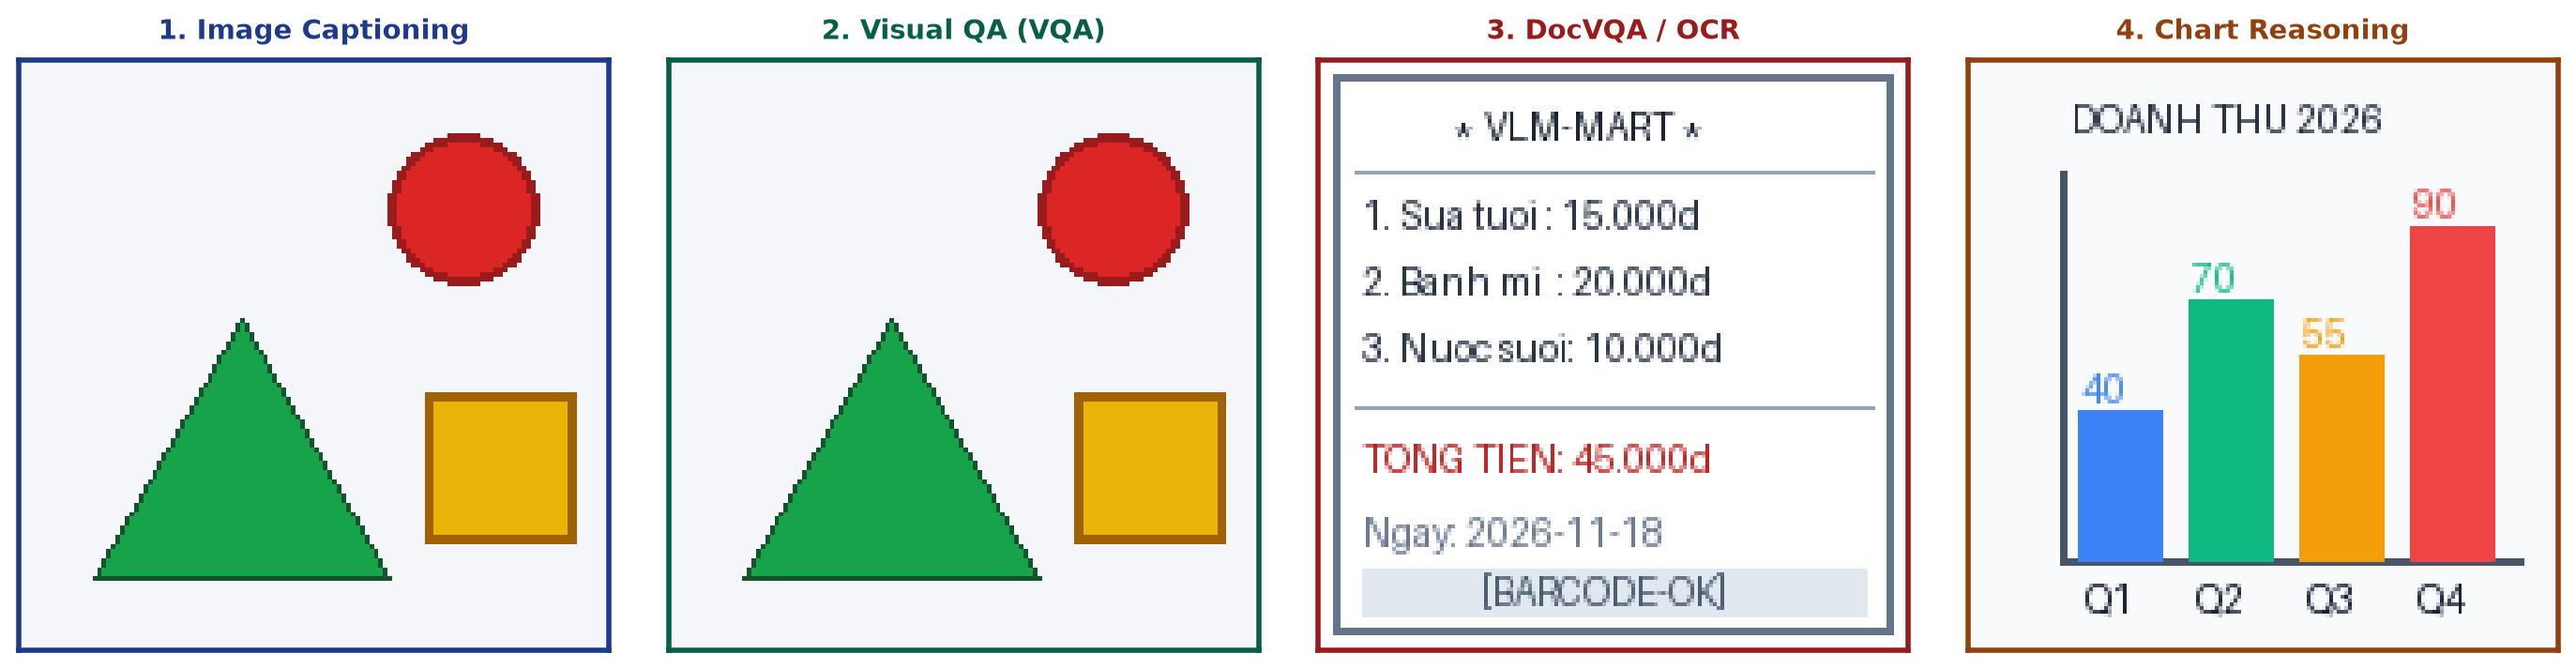 1. Image Captioning
2. Visual QA (VQA)
3. DocVQA / OCR
* VLM-MART *
1. Sua tuoi : 15.000d
2. Banh mi : 20.000d
3. Nuoc suoi: 10.000d
TONG TIEN: 45.000d
Ngay: 2026-11-18
[BARCODE-OK]
4. Chart Reasoning
DOANH THU 2026
40
70
55
90
Q1 Q2 Q3 Q4